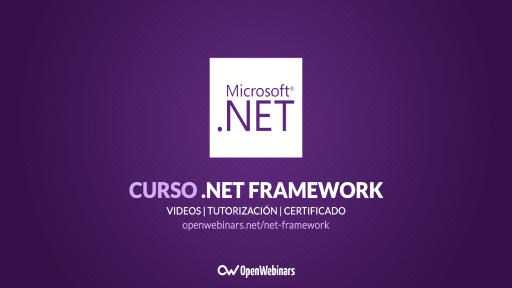 Microsoft®
.NET
CURSO .NET FRAMEWORK
VIDEOS | TUTORIZACIÓN | CERTIFICADO
openwebinars.net/net-framework
OpenWebinars